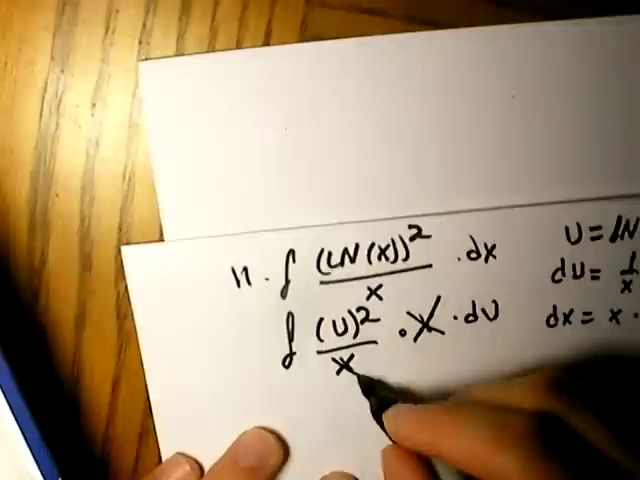 11. ∫ (LN(x))² / x . dx
U = lN
dU = 1/x
∫ (U)² / x . x . dU
dx = x .